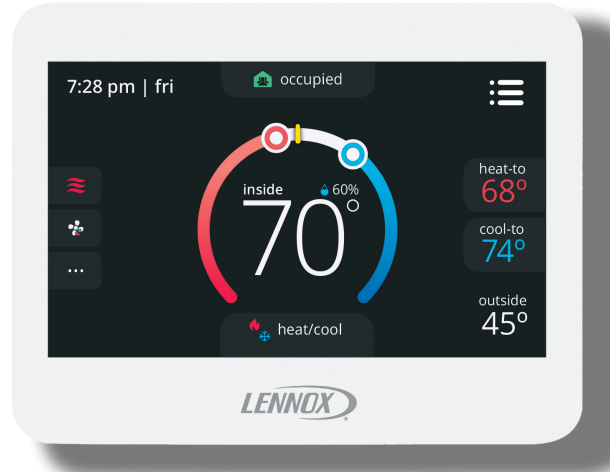 7:28 pm | fri
occupied
heat-to
68°
inside
60%
70°
cool-to
74°
outside
45°
heat/cool
LENNOX